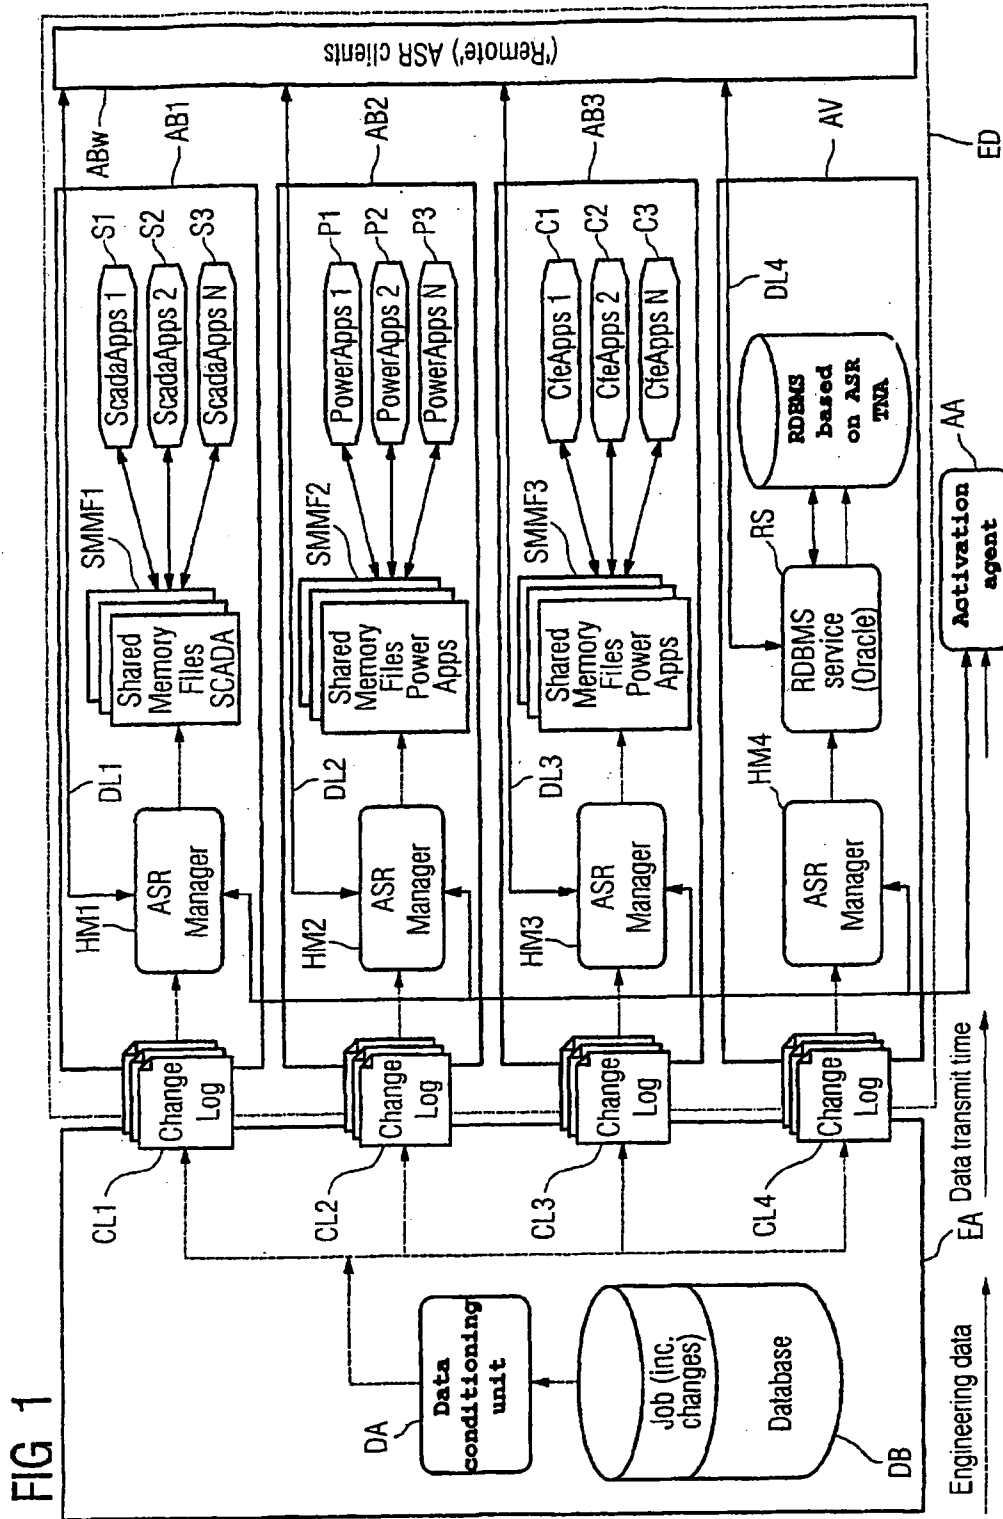 FIG 1
('Remote') ASR clients
ABw
AB1
S1
ScadaApps 1
S2
ScadaApps 2
S3
ScadaApps N
SMMF1
Shared
Memory
Files
SCADA
DL1
HM1
ASR
Manager
Change
Log
CL1
AB2
P1
PowerApps 1
P2
PowerApps 2
P3
PowerApps N
SMMF2
Shared
Memory
Files
Power
Apps
DL2
HM2
ASR
Manager
Change
Log
CL2
AB3
C1
CfeApps 1
C2
CfeApps 2
C3
CfeApps N
SMMF3
Shared
Memory
Files
Power
Apps
DL3
HM3
ASR
Manager
Change
Log
CL3
AV
DL4
RDBMS
based
on ASR
TNA
RS
RDBMS
service
(Oracle)
HM4
ASR
Manager
Change
Log
CL4
ED
AA
Activation
agent
DA
Data
conditioning
unit
Job (inc.
changes)
Database
DB
EA
Engineering data
Data transmit time